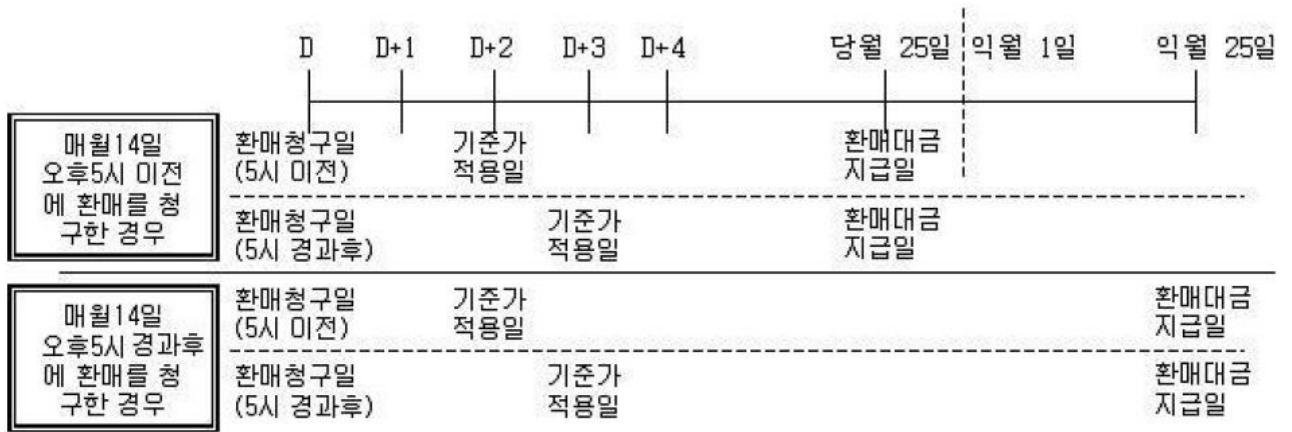 D D+1 D+2 D+3 D+4 당월 25일 익월 1일 익월 25일
매월14일
오후5시 이전
에 환매를 청
구한 경우
환매청구일
(5시 이전)
기준가
적용일
환매대금
지급일
환매청구일
(5시 경과후)
기준가
적용일
환매대금
지급일
매월14일
오후5시 경과후
에 환매를 청
구한 경우
환매청구일
(5시 이전)
기준가
적용일
환매대금
지급일
환매청구일
(5시 경과후)
기준가
적용일
환매대금
지급일